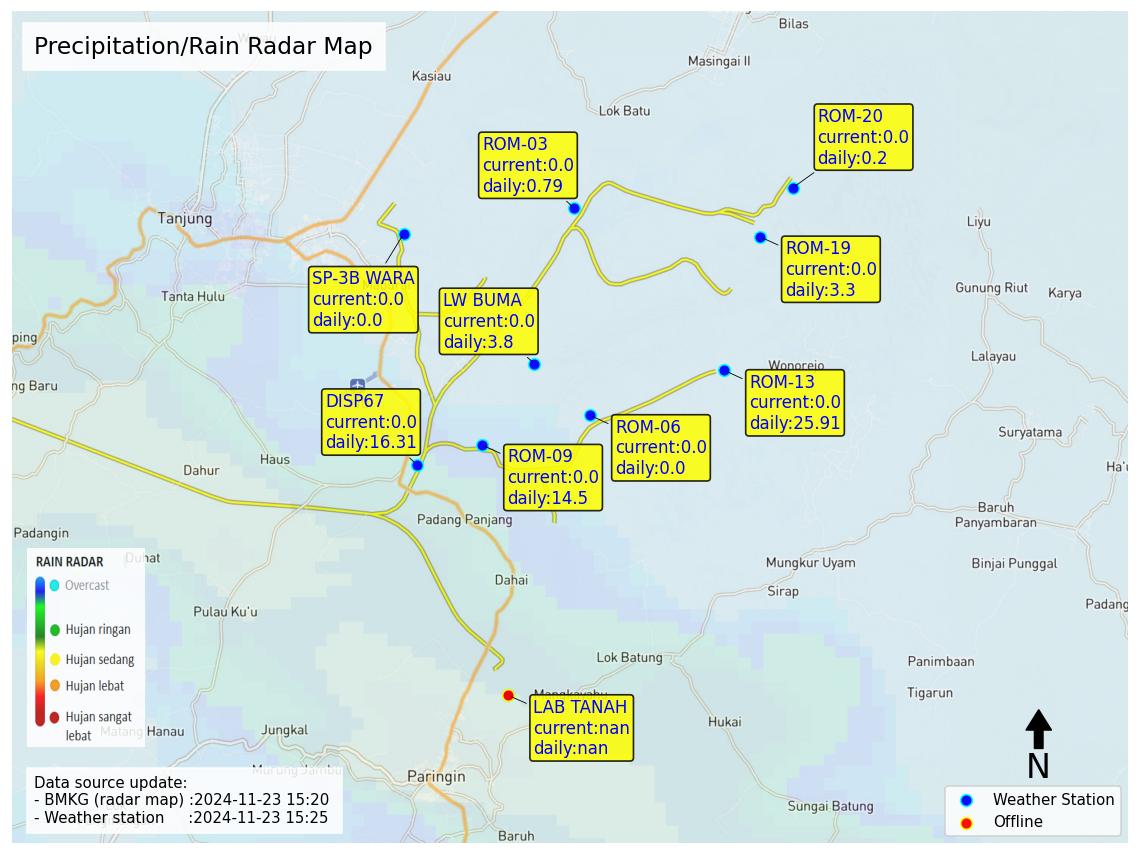 Precipitation/Rain Radar Map
Bilas
Masingai II
Kasiau
Lok Batu
ROM-20
current:0.0
daily:0.2
ROM-03
current:0.0
daily:0.79
Tanjung
Liyu
ROM-19
current:0.0
daily:3.3
SP-3B WARA
current:0.0
daily:0.0
Tanta Hulu
LW BUMA
current:0.0
daily:3.8
Gunung Riut
Karya
ping
Lalayau
Wonorejo
ng Baru
ROM-13
current:0.0
daily:25.91
DISP67
current:0.0
daily:16.31
ROM-06
current:0.0
daily:0.0
Suryatama
ROM-09
current:0.0
daily:14.5
Haus
Dahur
Ha'u
Baruh
Panyambaran
Padang Panjang
Padangin
Duhat
Mungkur Uyam
Binjai Punggal
Dahai
Sirap
Padang
Pulau Ku'u
RAIN RADAR
Overcast
Hujan ringan
Hujan sedang
Hujan lebat
Hujan sangat
lebat
Lok Batung
Panimbaan
Tigarun
Mangkayahu
LAB TANAH
current:nan
daily:nan
Hukai
Matang Hanau
Jungkal
Murung Jambu
Paringin
N
Sungai Batung
Baruh
Data source update:
- BMKG (radar map) :2024-11-23 15:20
- Weather station :2024-11-23 15:25
Weather Station
Offline